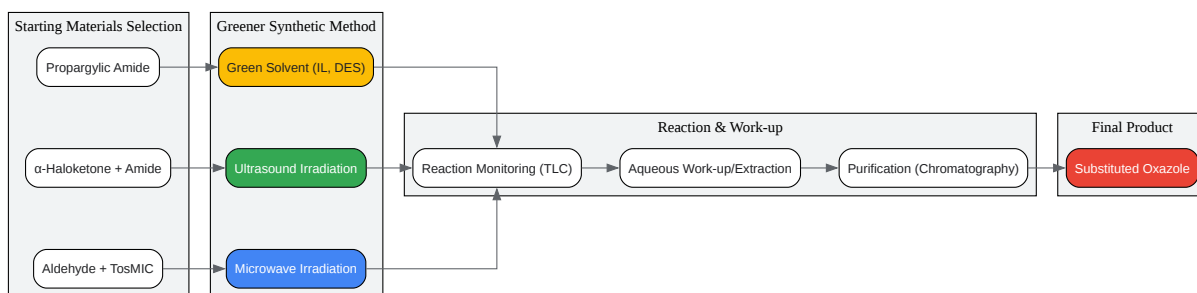 Starting Materials Selection
Greener Synthetic Method
Propargylic Amide
Green Solvent (IL, DES)
Reaction & Work-up
Final Product
α-Haloketone + Amide
Ultrasound Irradiation
Reaction Monitoring (TLC)
Aqueous Work-up/Extraction
Purification (Chromatography)
Substituted Oxazole
Aldehyde + TosMIC
Microwave Irradiation